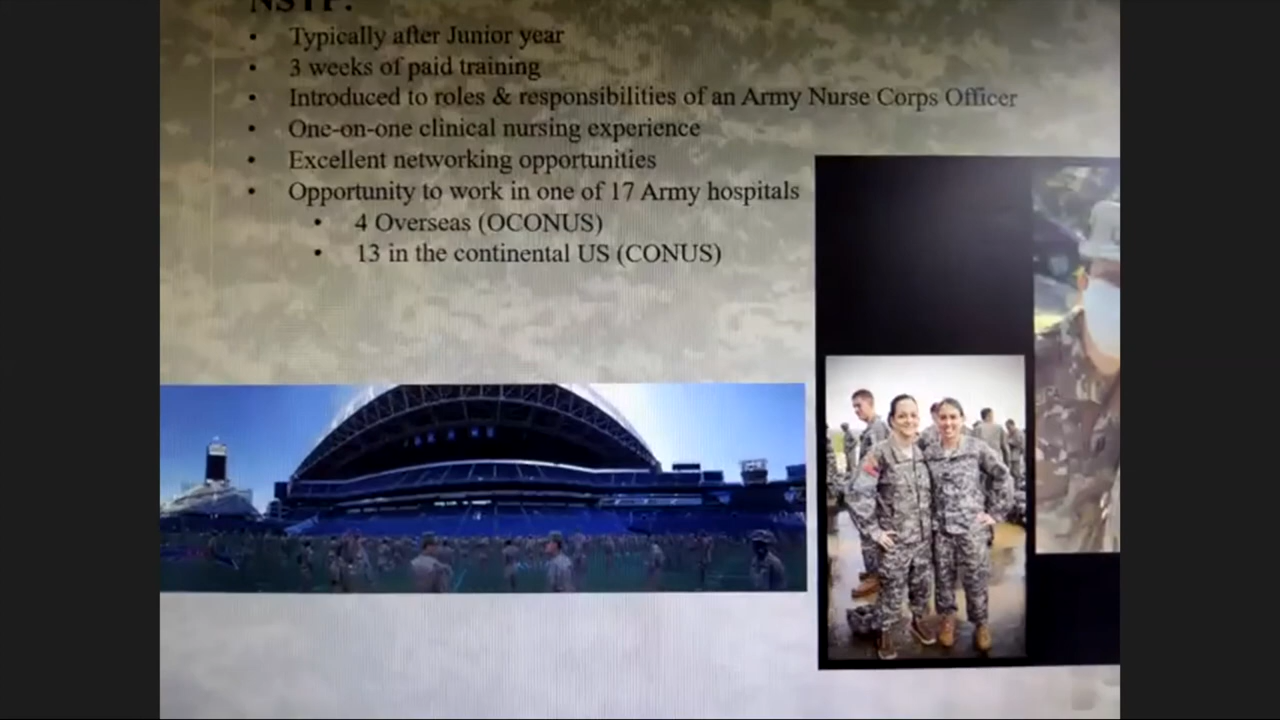 NSTP:
• Typically after Junior year
• 3 weeks of paid training
• Introduced to roles & responsibilities of an Army Nurse Corps Officer
• One-on-one clinical nursing experience
• Excellent networking opportunities
• Opportunity to work in one of 17 Army hospitals
• 4 Overseas (OCONUS)
• 13 in the continental US (CONUS)